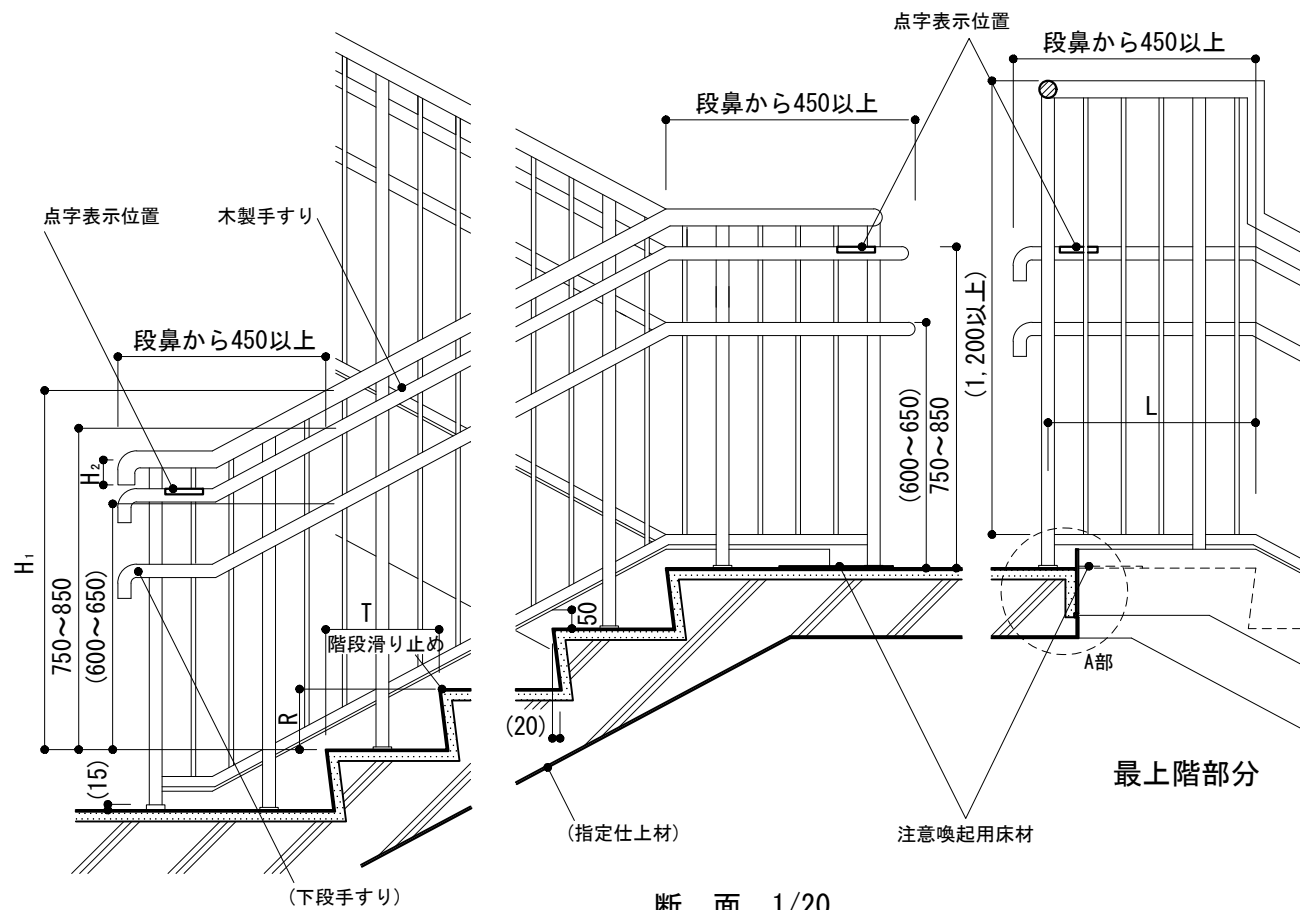 点字表示位置
段鼻から450以上
段鼻から450以上
点字表示位置
木製手すり
(1,200以上)
段鼻から450以上
L
H₂
(600～650)
750～850
H₁
750～850
(600～650)
T
階段滑り止め
50
R
A部
(20)
(15)
最上階部分
(指定仕上材)
注意喚起用床材
(下段手すり)
断 面 1/20